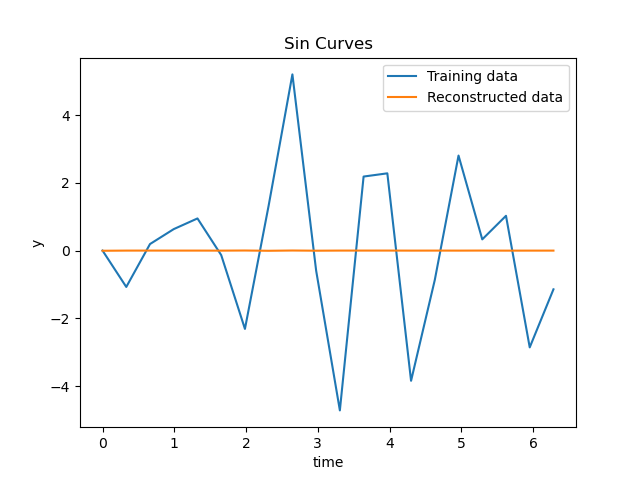 Sin Curves
Training data
Reconstructed data
y
4
2
0
−2
−4
0 1 2 3 4 5 6
time